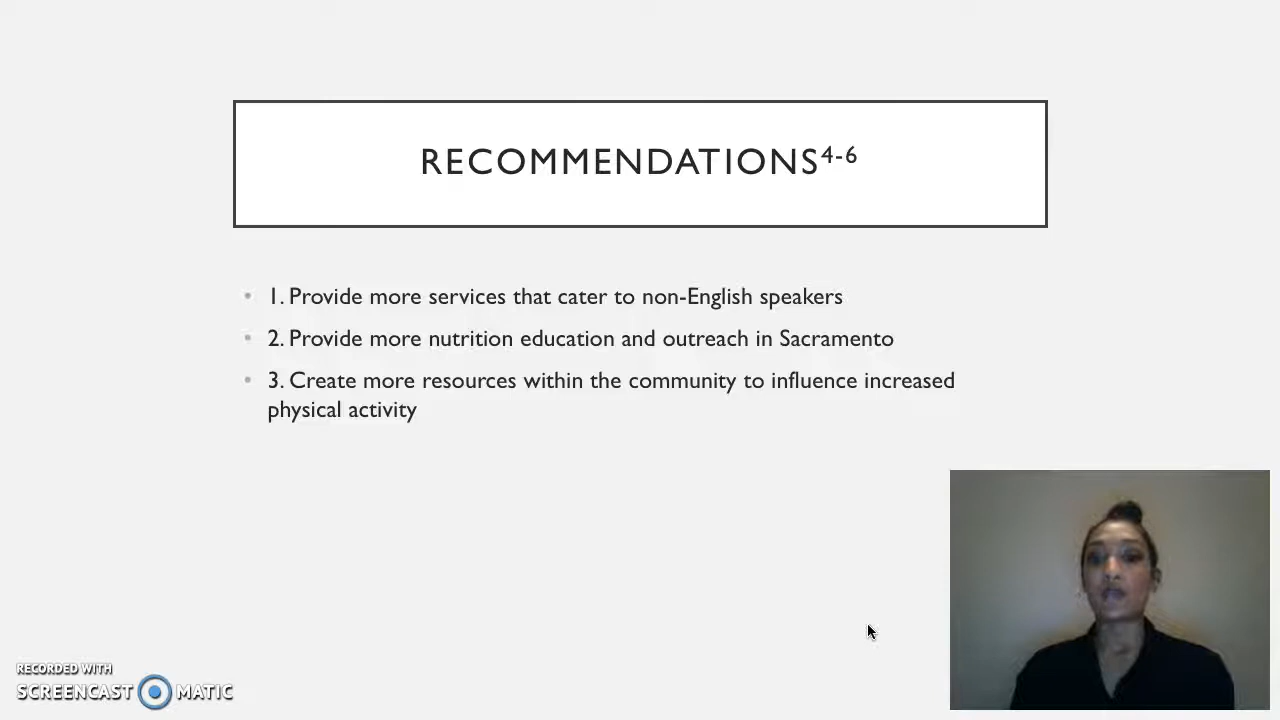 RECOMMENDATIONS⁴⁻⁶
• 1. Provide more services that cater to non-English speakers
• 2. Provide more nutrition education and outreach in Sacramento
• 3. Create more resources within the community to influence increased
physical activity
RECORDED WITH
SCREENCAST MATIC